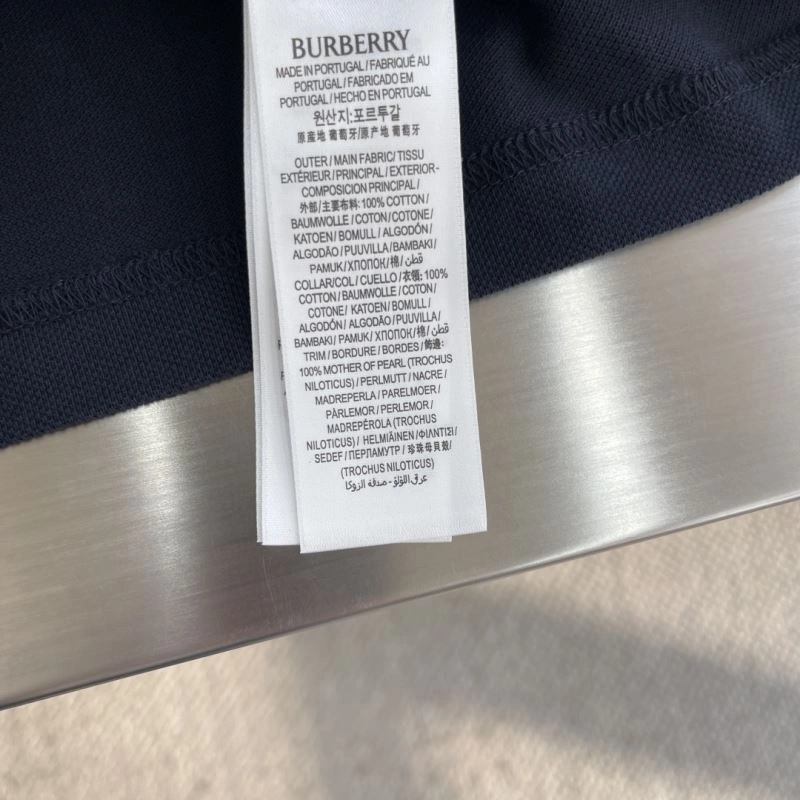 BURBERRY
MADE IN PORTUGAL / FABRIQUÉ AU
PORTUGAL / FABRICADO EM
PORTUGAL / HECHO EN PORTUGAL
원산지:포르투갈
原産地 葡萄牙/原产地 葡萄牙
OUTER / MAIN FABRIC/ TISSU
EXTÉRIEUR / PRINCIPAL / EXTERIOR-
COMPOSICION PRINCIPAL /
外部/主要布料: 100% COTTON /
BAUMWOLLE / COTON / COTONE /
KATOEN / BOMULL / ALGODÓN /
ALGODÃO / PUUVILLA / BAMBAKI /
PAMUK / ХЛОПОК / 棉 / قطن
COLLAR / COL / CUELLO / 衣領: 100%
COTTON / BAUMWOLLE / COTON /
COTONE / KATOEN / BOMULL /
ALGODÓN / ALGODÃO / PUUVILLA /
BAMBAKI / PAMUK / ХЛОПОК / 棉 / قطن
TRIM / BORDURE / BORDES / 飾邊:
100% MOTHER OF PEARL (TROCHUS
NILOTICUS) / PERLMUTT / NACRE /
MADREPERLA / PARELMOER /
PÄRLEMOR / PERLEMOR /
MADREPÉROLA (TROCHUS
NILOTICUS) / HELMIÄINEN /
SEDEF / ПЕРЛАМУТР / 珍珠母貝殼/
(TROCHUS NILOTICUS)
عرق اللؤلؤ - صدفة الزوكا